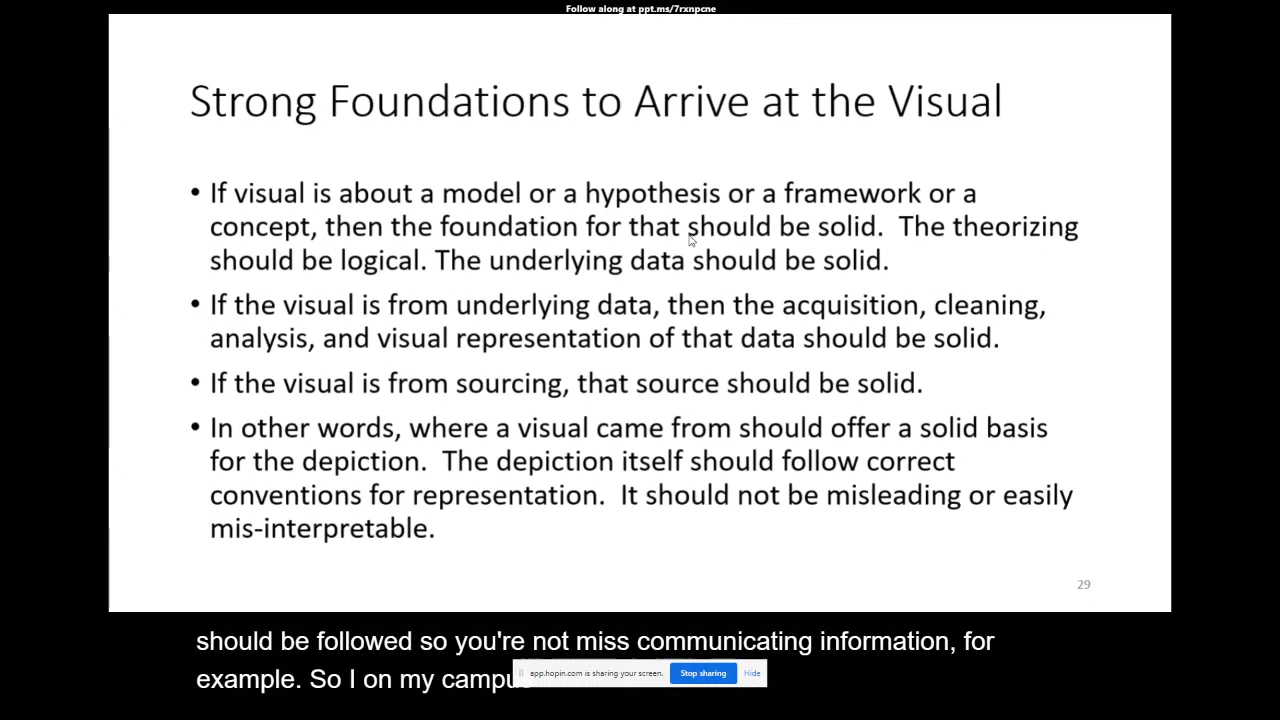 Follow along at ppt.ms/7rxnpcne
Strong Foundations to Arrive at the Visual
• If visual is about a model or a hypothesis or a framework or a
concept, then the foundation for that should be solid.  The theorizing
should be logical. The underlying data should be solid.
• If the visual is from underlying data, then the acquisition, cleaning,
analysis, and visual representation of that data should be solid.
• If the visual is from sourcing, that source should be solid.
• In other words, where a visual came from should offer a solid basis
for the depiction.  The depiction itself should follow correct
conventions for representation.  It should not be misleading or easily
mis-interpretable.
29
should be followed so you're not miss communicating information, for
example. So I on my campus
app.hopin.com is sharing your screen. Stop sharing Hide